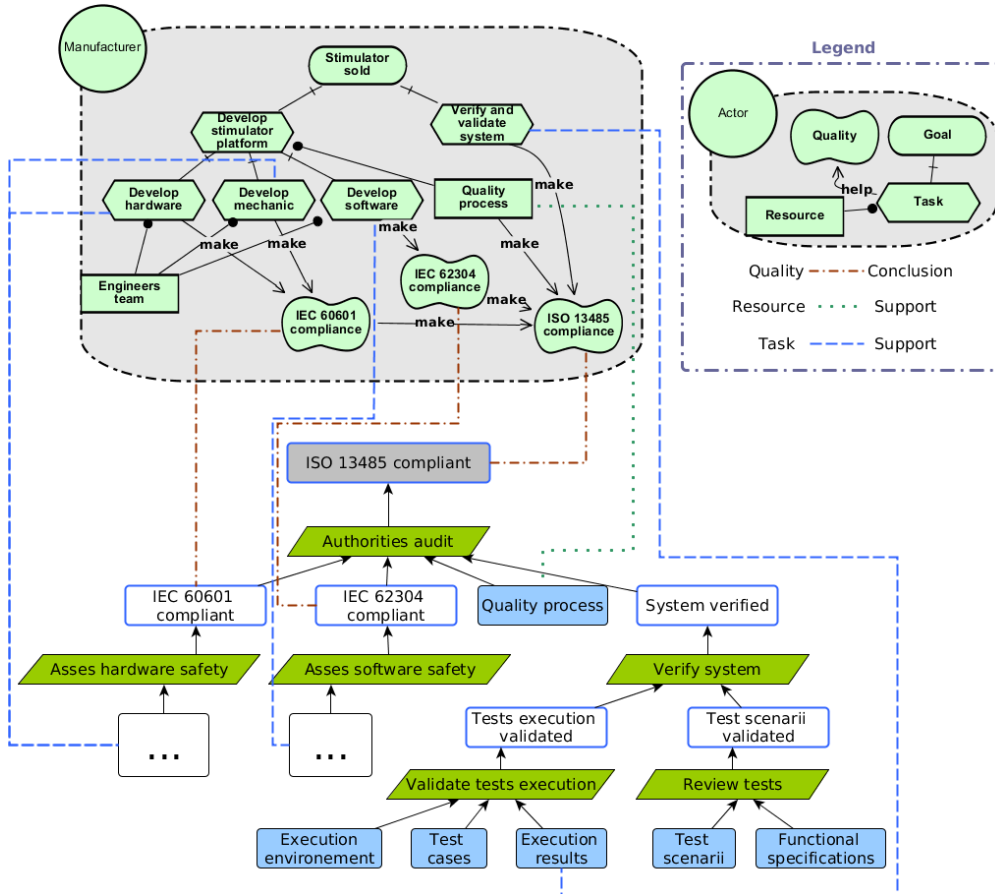 Manufacturer
Stimulator
sold
Develop
stimulator
platform
Verify and
validate
system
Develop
hardware
Develop
mechanic
Develop
software
Quality
process
make
make
make
make
make
Engineers
team
IEC 62304
compliance
make
IEC 60601
compliance
make
ISO 13485
compliance
Legend
Actor
Quality
Goal
help
Resource
Task
Quality
Conclusion
Resource
Support
Task
Support
ISO 13485 compliant
Authorities audit
IEC 60601
compliant
IEC 62304
compliant
Quality process
System verified
Asses hardware safety
Asses software safety
Verify system
...
...
Tests execution
validated
Test scenarii
validated
Validate tests execution
Review tests
Execution
environement
Test
cases
Execution
results
Test
scenarii
Functional
specifications